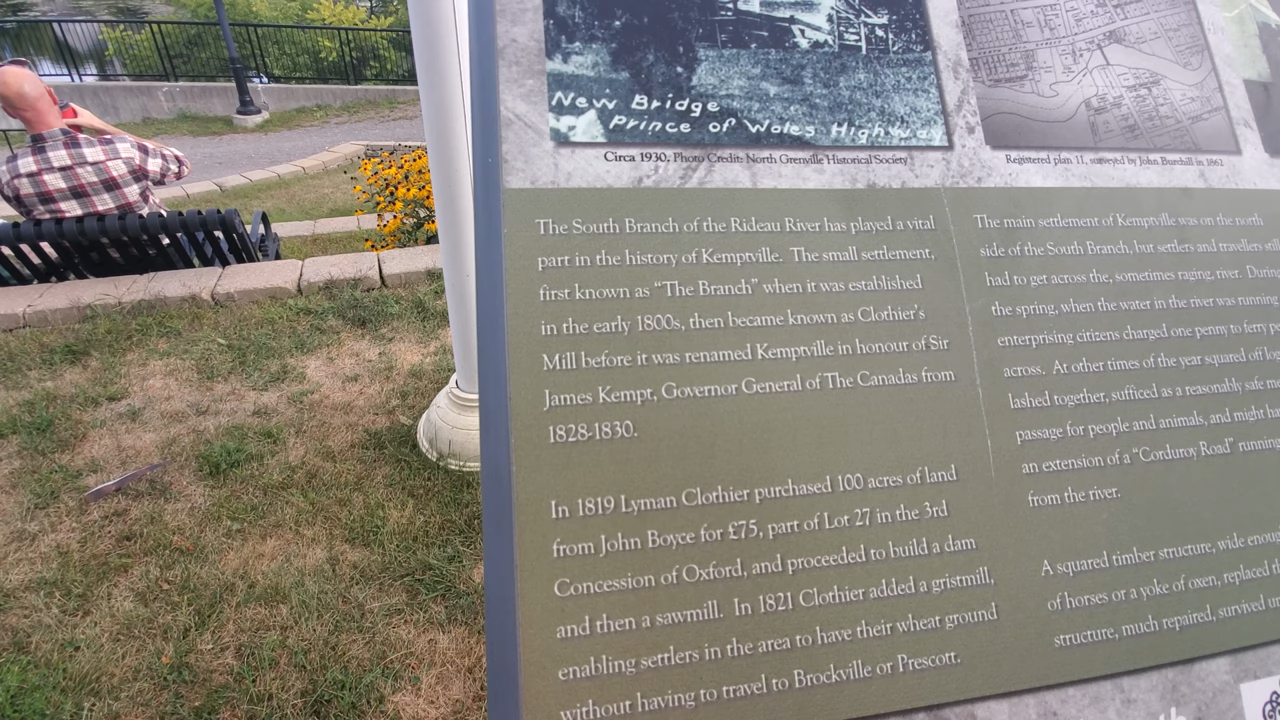 New Bridge
Prince of Wales Highway
Circa 1930. Photo Credit: North Grenville Historical Society
Registered plan 11, surveyed by John Burchill in 1862
The South Branch of the Rideau River has played a vital
part in the history of Kemptville. The small settlement,
first known as “The Branch” when it was established
in the early 1800s, then became known as Clothier’s
Mill before it was renamed Kemptville in honour of Sir
James Kempt, Governor General of The Canadas from
1828-1830.
In 1819 Lyman Clothier purchased 100 acres of land
from John Boyce for £75, part of Lot 27 in the 3rd
Concession of Oxford, and proceeded to build a dam
and then a sawmill. In 1821 Clothier added a gristmill,
enabling settlers in the area to have their wheat ground
without having to travel to Brockville or Prescott.
The main settlement of Kemptville was on the north
side of the South Branch, but settlers and travellers
had to get across the, sometimes raging, river. During
the spring, when the water in the river was running
enterprising citizens charged one penny to ferry
across. At other times of the year squared off
lashed together, sufficed as a reasonably safe
passage for people and animals, and might
an extension of a “Corduroy Road” running
from the river.
A squared timber structure, wide
of horses or a yoke of oxen, replaced
structure, much repaired, survived